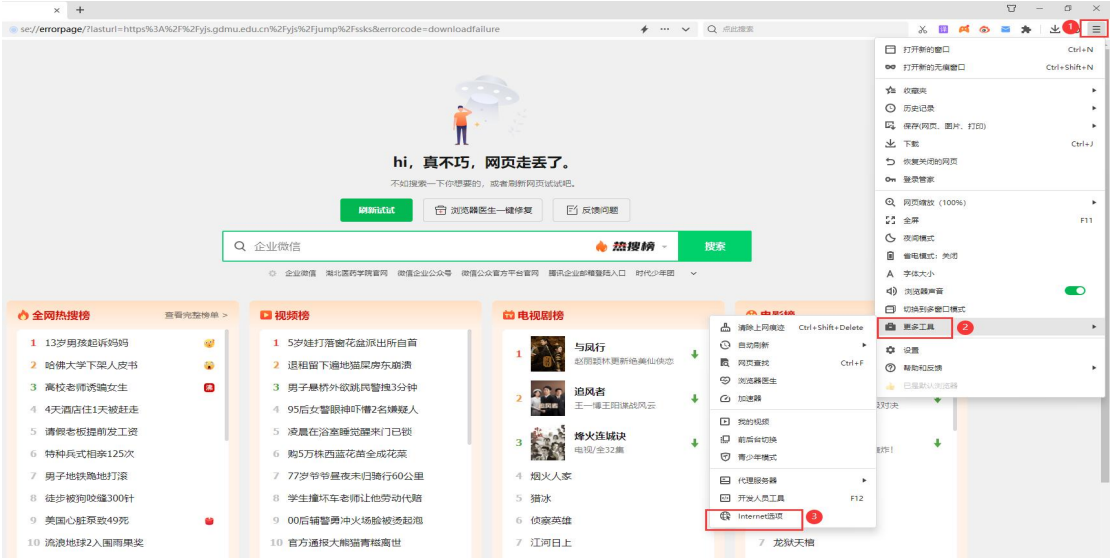 × +
se://errorpage/?lasturl=https%3A%2F%2Fyjs.gdmu.edu.cn%2Fyjs%2Fjump%2Fssks&errorcode=downloadfailure
点此搜索
1
打开新的窗口 Ctrl+N
打开新的无痕窗口 Ctrl+Shift+N
收藏夹
历史记录
保存(网页、图片、打印)
下载 Ctrl+J
恢复关闭的网页
登录管家
网页缩放 (100%)
全屏 F11
夜间模式
省电模式：关闭
字体大小
浏览器声音
切换到多窗口模式
更多工具 2
设置
帮助和反馈
已是默认浏览器
hi，真不巧，网页走丢了。
不如搜索一下你想要的，或者刷新网页试试吧。
刷新试试
浏览器医生一键修复
反馈问题
企业微信
热搜榜
搜索
企业微信 湖北医药学院官网 微信企业公众号 微信公众官方平台官网 腾讯企业邮箱登陆入口 时代少年团
全网热搜榜 查看完整榜单 >
1 13岁男孩起诉妈妈
2 哈佛大学下架人皮书
3 高校老师诱骗女生 满
4 4天酒店住1天被赶走
5 请假老板提前发工资
6 特种兵式相亲125次
7 男子地铁跪地打滚
8 徒步被狗咬缝300针
9 美国心脏泵致49死
10 流浪地球2入围雨果奖
视频榜
1 5岁娃打落窗花盆派出所自首
2 退租留下遍地猫屎房东崩溃
3 男子悬桥外欲跳民警拽3分钟
4 95后女警眼神吓懵2名嫌疑人
5 凌晨在浴室睡觉醒来门已锁
6 购5万株西蓝花苗全成花菜
7 77岁爷爷昼夜未归骑行60公里
8 学生撞坏车老师让他劳动代赔
9 00后辅警勇冲火场脸被烫起泡
10 官方通报大熊猫青糍离世
电视剧榜
1 与凤行
赵丽颖林更新绝美仙侠恋
2 追风者
王一博王阳谍战风云
3 烽火连城诀
电视/全32集
4 烟火人家
5 猎冰
6 侦察英雄
7 江河日上
电影榜
7 龙狱天棺
清除上网痕迹 Ctrl+Shift+Delete
自动刷新
网页查找 Ctrl+F
浏览器医生
加速器
我的视频
前后台切换
青少年模式
代理服务器
开发人员工具 F12
Internet选项 3